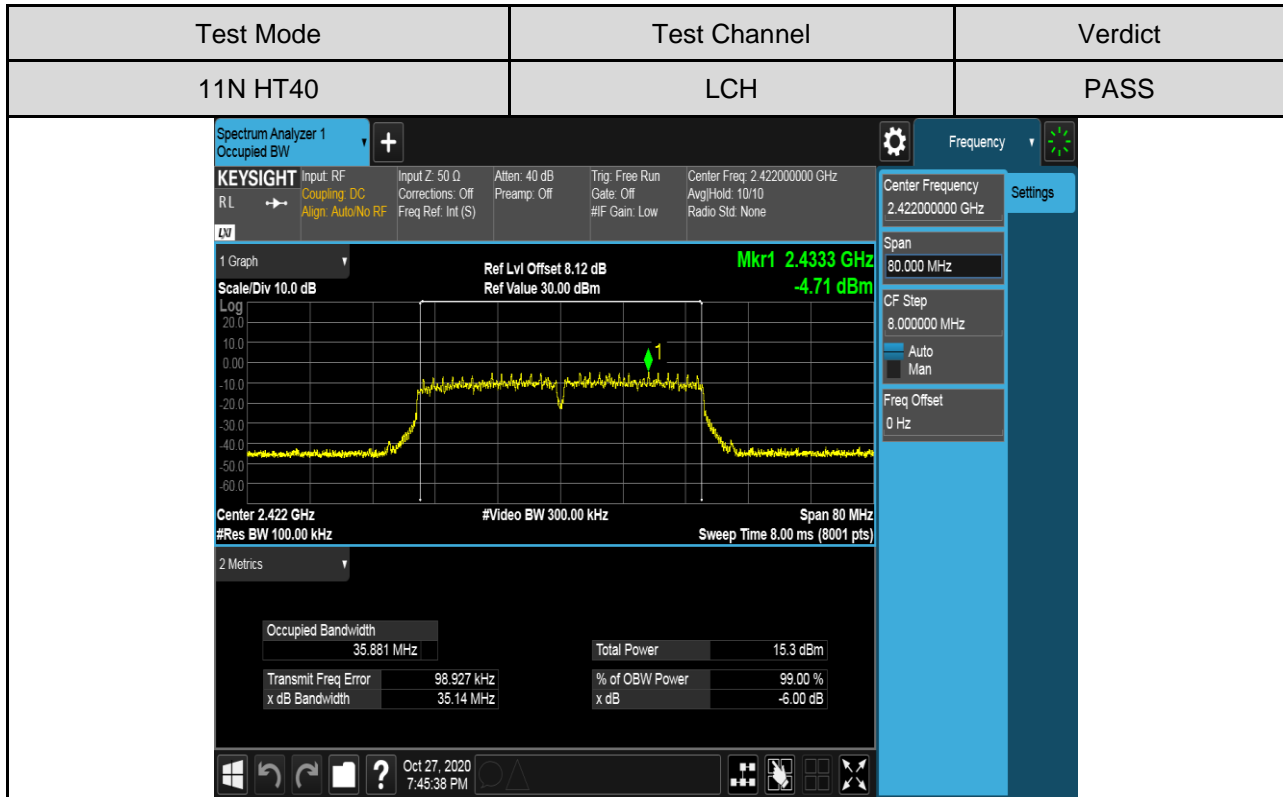 Test Mode Test Channel Verdict
11N HT40 LCH PASS
Spectrum Analyzer 1
Occupied BW
+
Frequency
KEYSIGHT Input: RF Input Z: 50 Ω Atten: 40 dB Trig: Free Run Center Freq: 2.422000000 GHz
RL Coupling: DC Corrections: Off Preamp: Off Gate: Off Avg|Hold: 10/10
Align: Auto/No RF Freq Ref: Int (S) #IF Gain: Low Radio Std: None
LXI
Center Frequency
2.422000000 GHz
Settings
Span
80.000 MHz
CF Step
8.000000 MHz
Auto
Man
Freq Offset
0 Hz
1 Graph Ref Lvl Offset 8.12 dB Mkr1 2.4333 GHz
Scale/Div 10.0 dB Ref Value 30.00 dBm -4.71 dBm
Log
20.0
10.0
1
0.00
-10.0
-20.0
-30.0
-40.0
-50.0
-60.0
Center 2.422 GHz #Video BW 300.00 kHz Span 80 MHz
#Res BW 100.00 kHz Sweep Time 8.00 ms (8001 pts)
2 Metrics
Occupied Bandwidth
35.881 MHz Total Power 15.3 dBm
Transmit Freq Error 98.927 kHz % of OBW Power 99.00 %
x dB Bandwidth 35.14 MHz x dB -6.00 dB
? Oct 27, 2020
7:45:38 PM